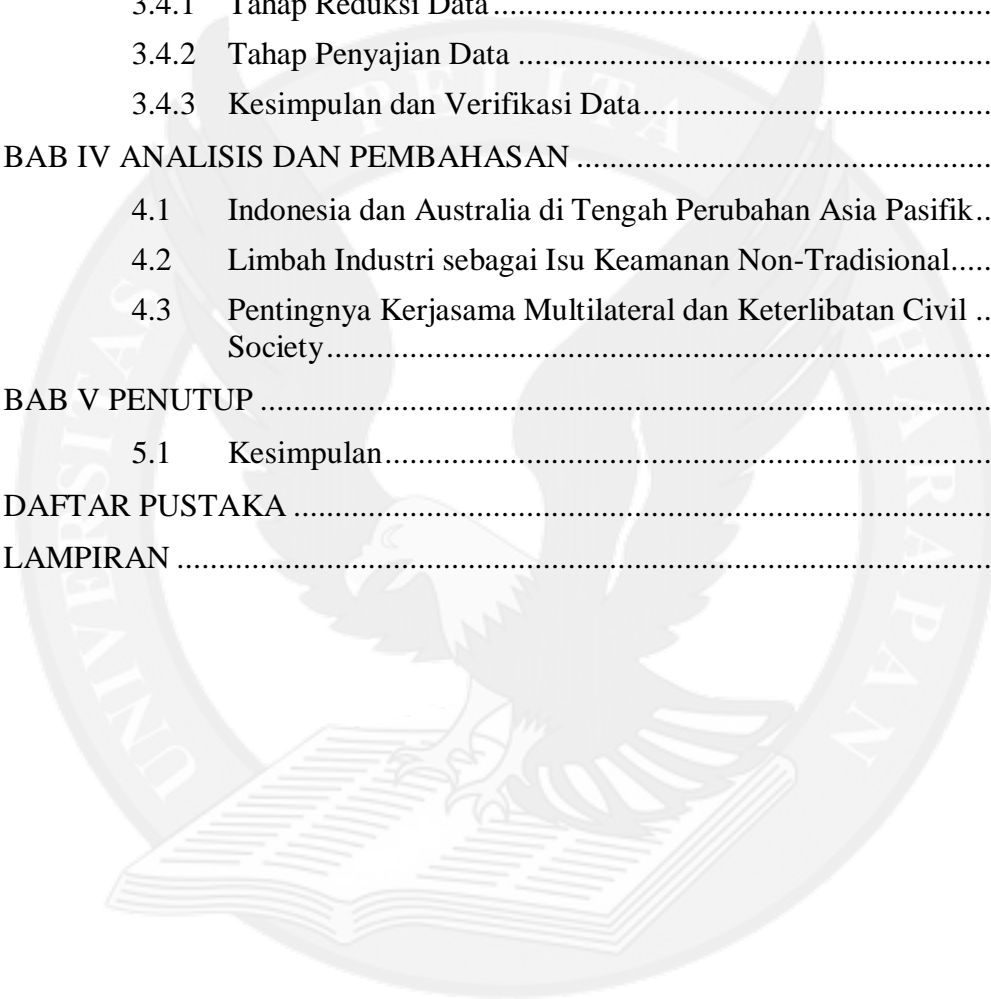 3.4.1 Tahap Reduksi Data................................................................
3.4.2 Tahap Penyajian Data ............................................................
3.4.3 Kesimpulan dan Verifikasi Data.............................................
BAB IV ANALISIS DAN PEMBAHASAN .....................................................
4.1 Indonesia dan Australia di Tengah Perubahan Asia Pasifik..
4.2 Limbah Industri sebagai Isu Keamanan Non-Tradisional.....
4.3 Pentingnya Kerjasama Multilateral dan Keterlibatan Civil ..
Society.....................................................................................
BAB V PENUTUP .............................................................................................
5.1 Kesimpulan..............................................................................
DAFTAR PUSTAKA .........................................................................................
LAMPIRAN ........................................................................................................
UNIVERSITAS PELITA HARAPAN